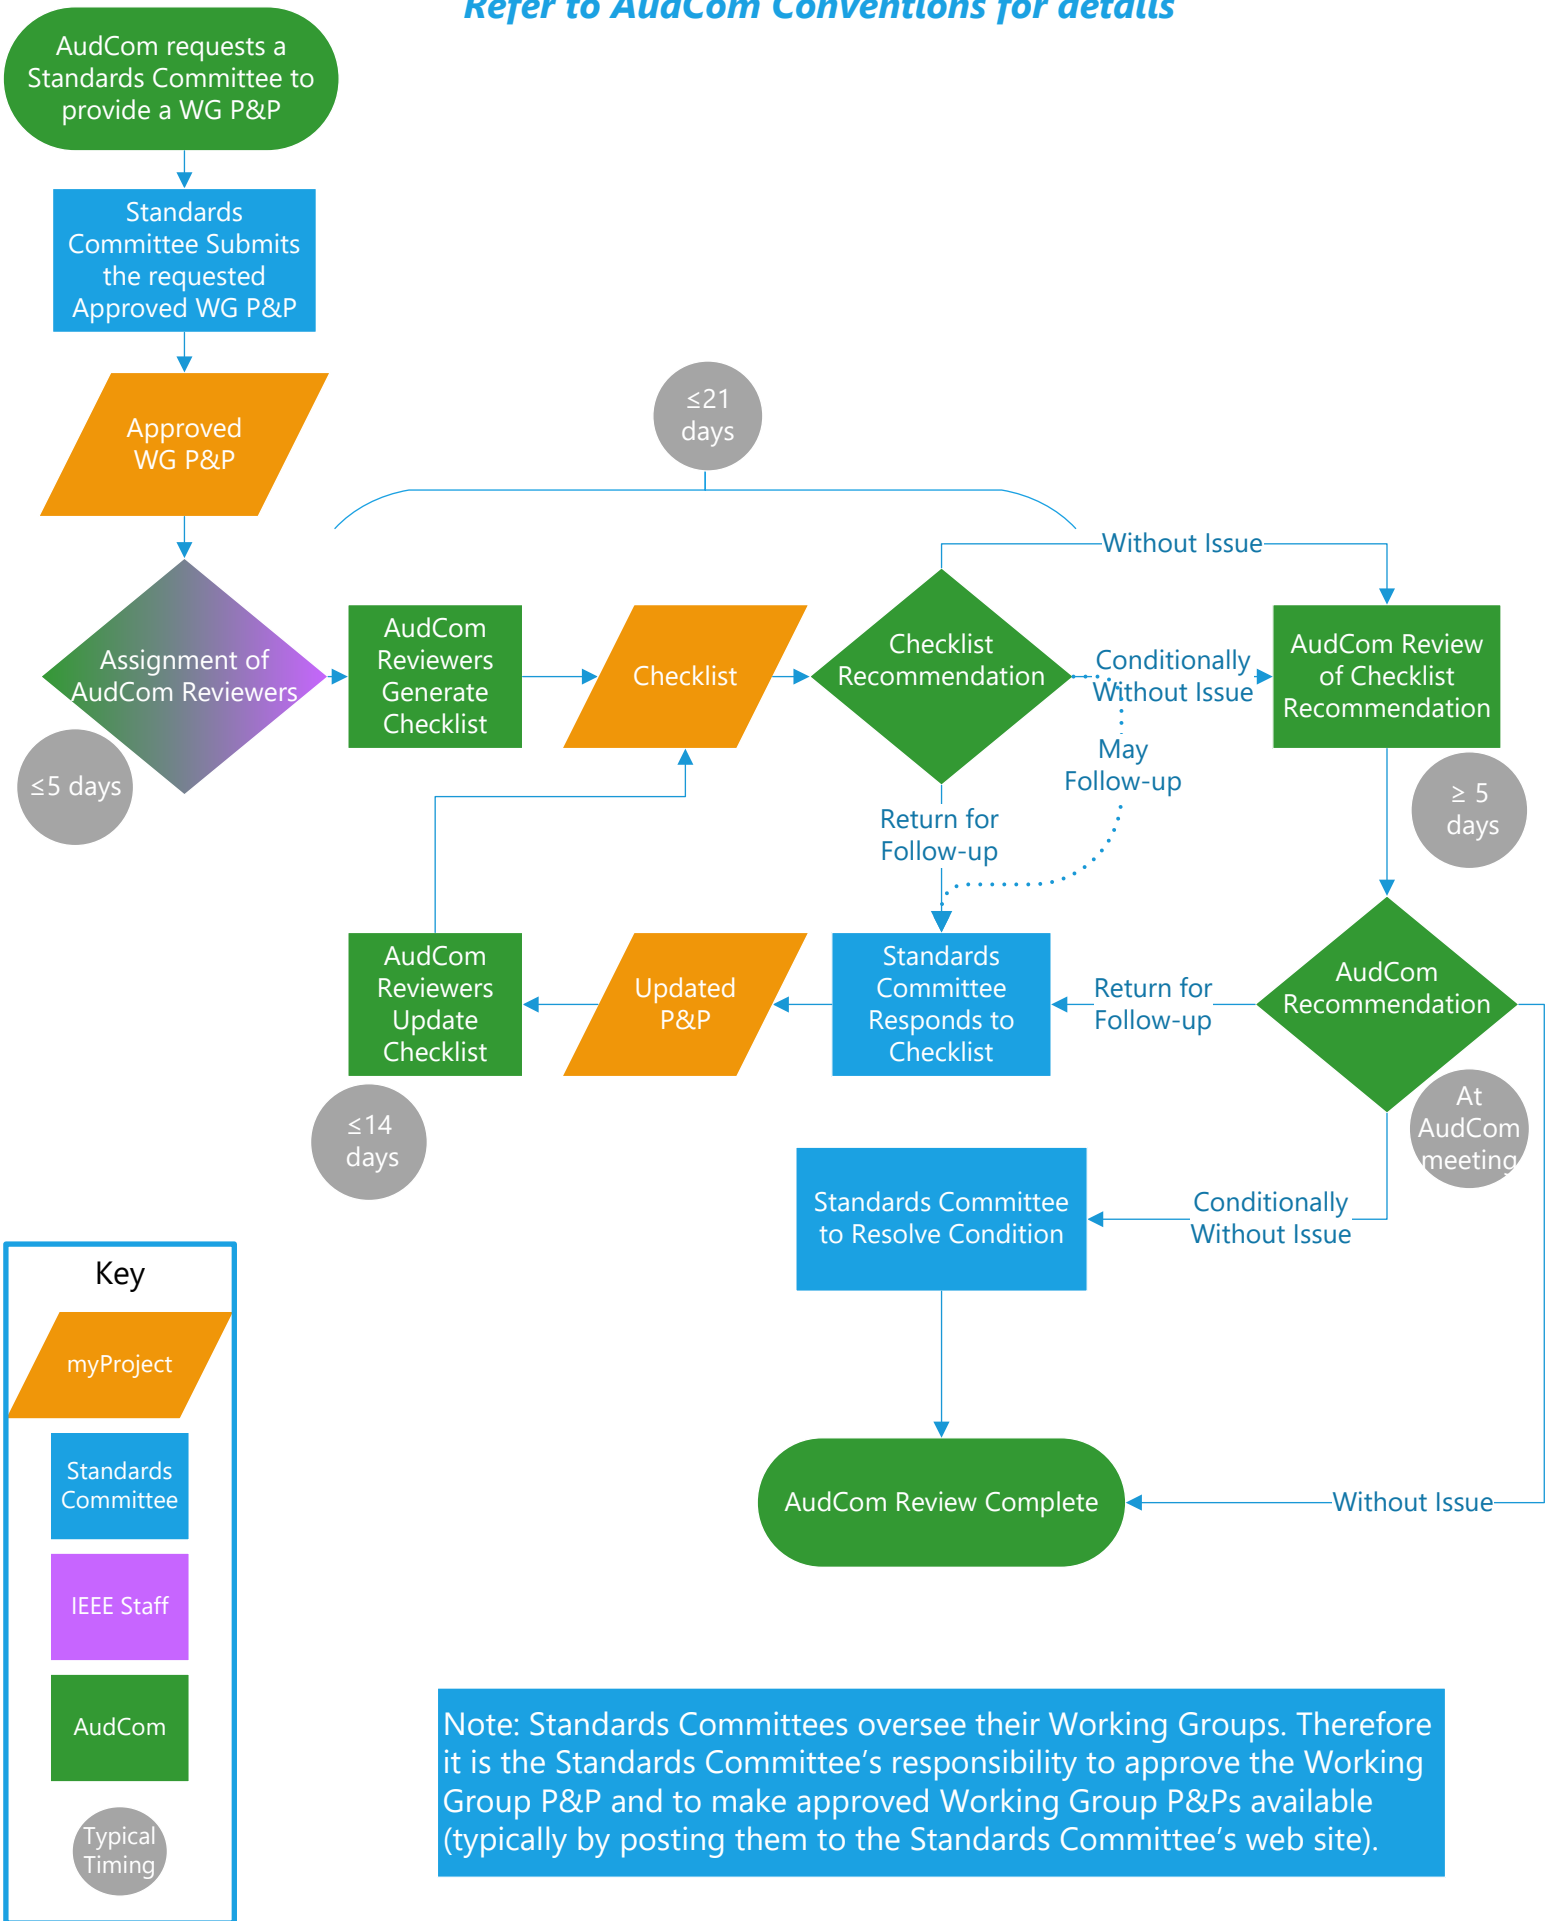 Refer to AudCom Conventions for details
AudCom requests a
Standards Committee to
provide a WG P&P
Standards
Committee Submits
the requested
Approved WG P&P
Approved
WG P&P
≤21
days
Without Issue
Assignment of
AudCom Reviewers
≤5 days
AudCom
Reviewers
Generate
Checklist
Checklist
Checklist
Recommendation
Conditionally
Without Issue
AudCom Review
of Checklist
Recommendation
May
Follow-up
≥ 5
days
Return for
Follow-up
AudCom
Reviewers
Update
Checklist
≤14
days
Updated
P&P
Standards
Committee
Responds to
Checklist
Return for
Follow-up
AudCom
Recommendation
At
AudCom
meeting
Standards Committee
to Resolve Condition
Conditionally
Without Issue
AudCom Review Complete
Without Issue
Key
myProject
Standards
Committee
IEEE Staff
AudCom
Typical
Timing
Note: Standards Committees oversee their Working Groups. Therefore
it is the Standards Committee’s responsibility to approve the Working
Group P&P and to make approved Working Group P&Ps available
(typically by posting them to the Standards Committee’s web site).